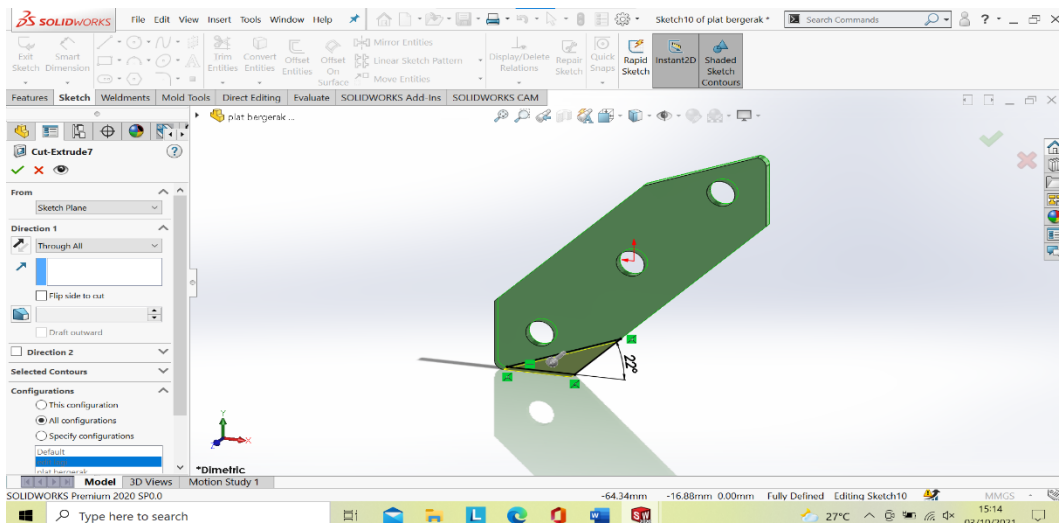 SOLIDWORKS File Edit View Insert Tools Window Help Sketch10 of plat bergerak * Search Commands ?
Exit Sketch Smart Dimension Trim Entities Convert Entities Offset Entities Offset On Surface Mirror Entities Linear Sketch Pattern Move Entities Display/Delete Relations Repair Sketch Quick Snaps Rapid Sketch Instant2D Shaded Sketch Contours
Features Sketch Weldments Mold Tools Direct Editing Evaluate SOLIDWORKS Add-Ins SOLIDWORKS CAM
plat bergerak ...
Cut-Extrude7
From
Sketch Plane
Direction 1
Through All
Flip side to cut
Draft outward
Direction 2
Selected Contours
Configurations
This configuration
All configurations
Specify configurations
Default
plat bergerak
22°
Y
X
Z
*Dimetric
Model 3D Views Motion Study 1
SOLIDWORKS Premium 2020 SP0.0 -64.34mm -16.88mm 0.00mm Fully Defined Editing Sketch10 MMGS -
Type here to search 27°C 15:14
03/10/2021